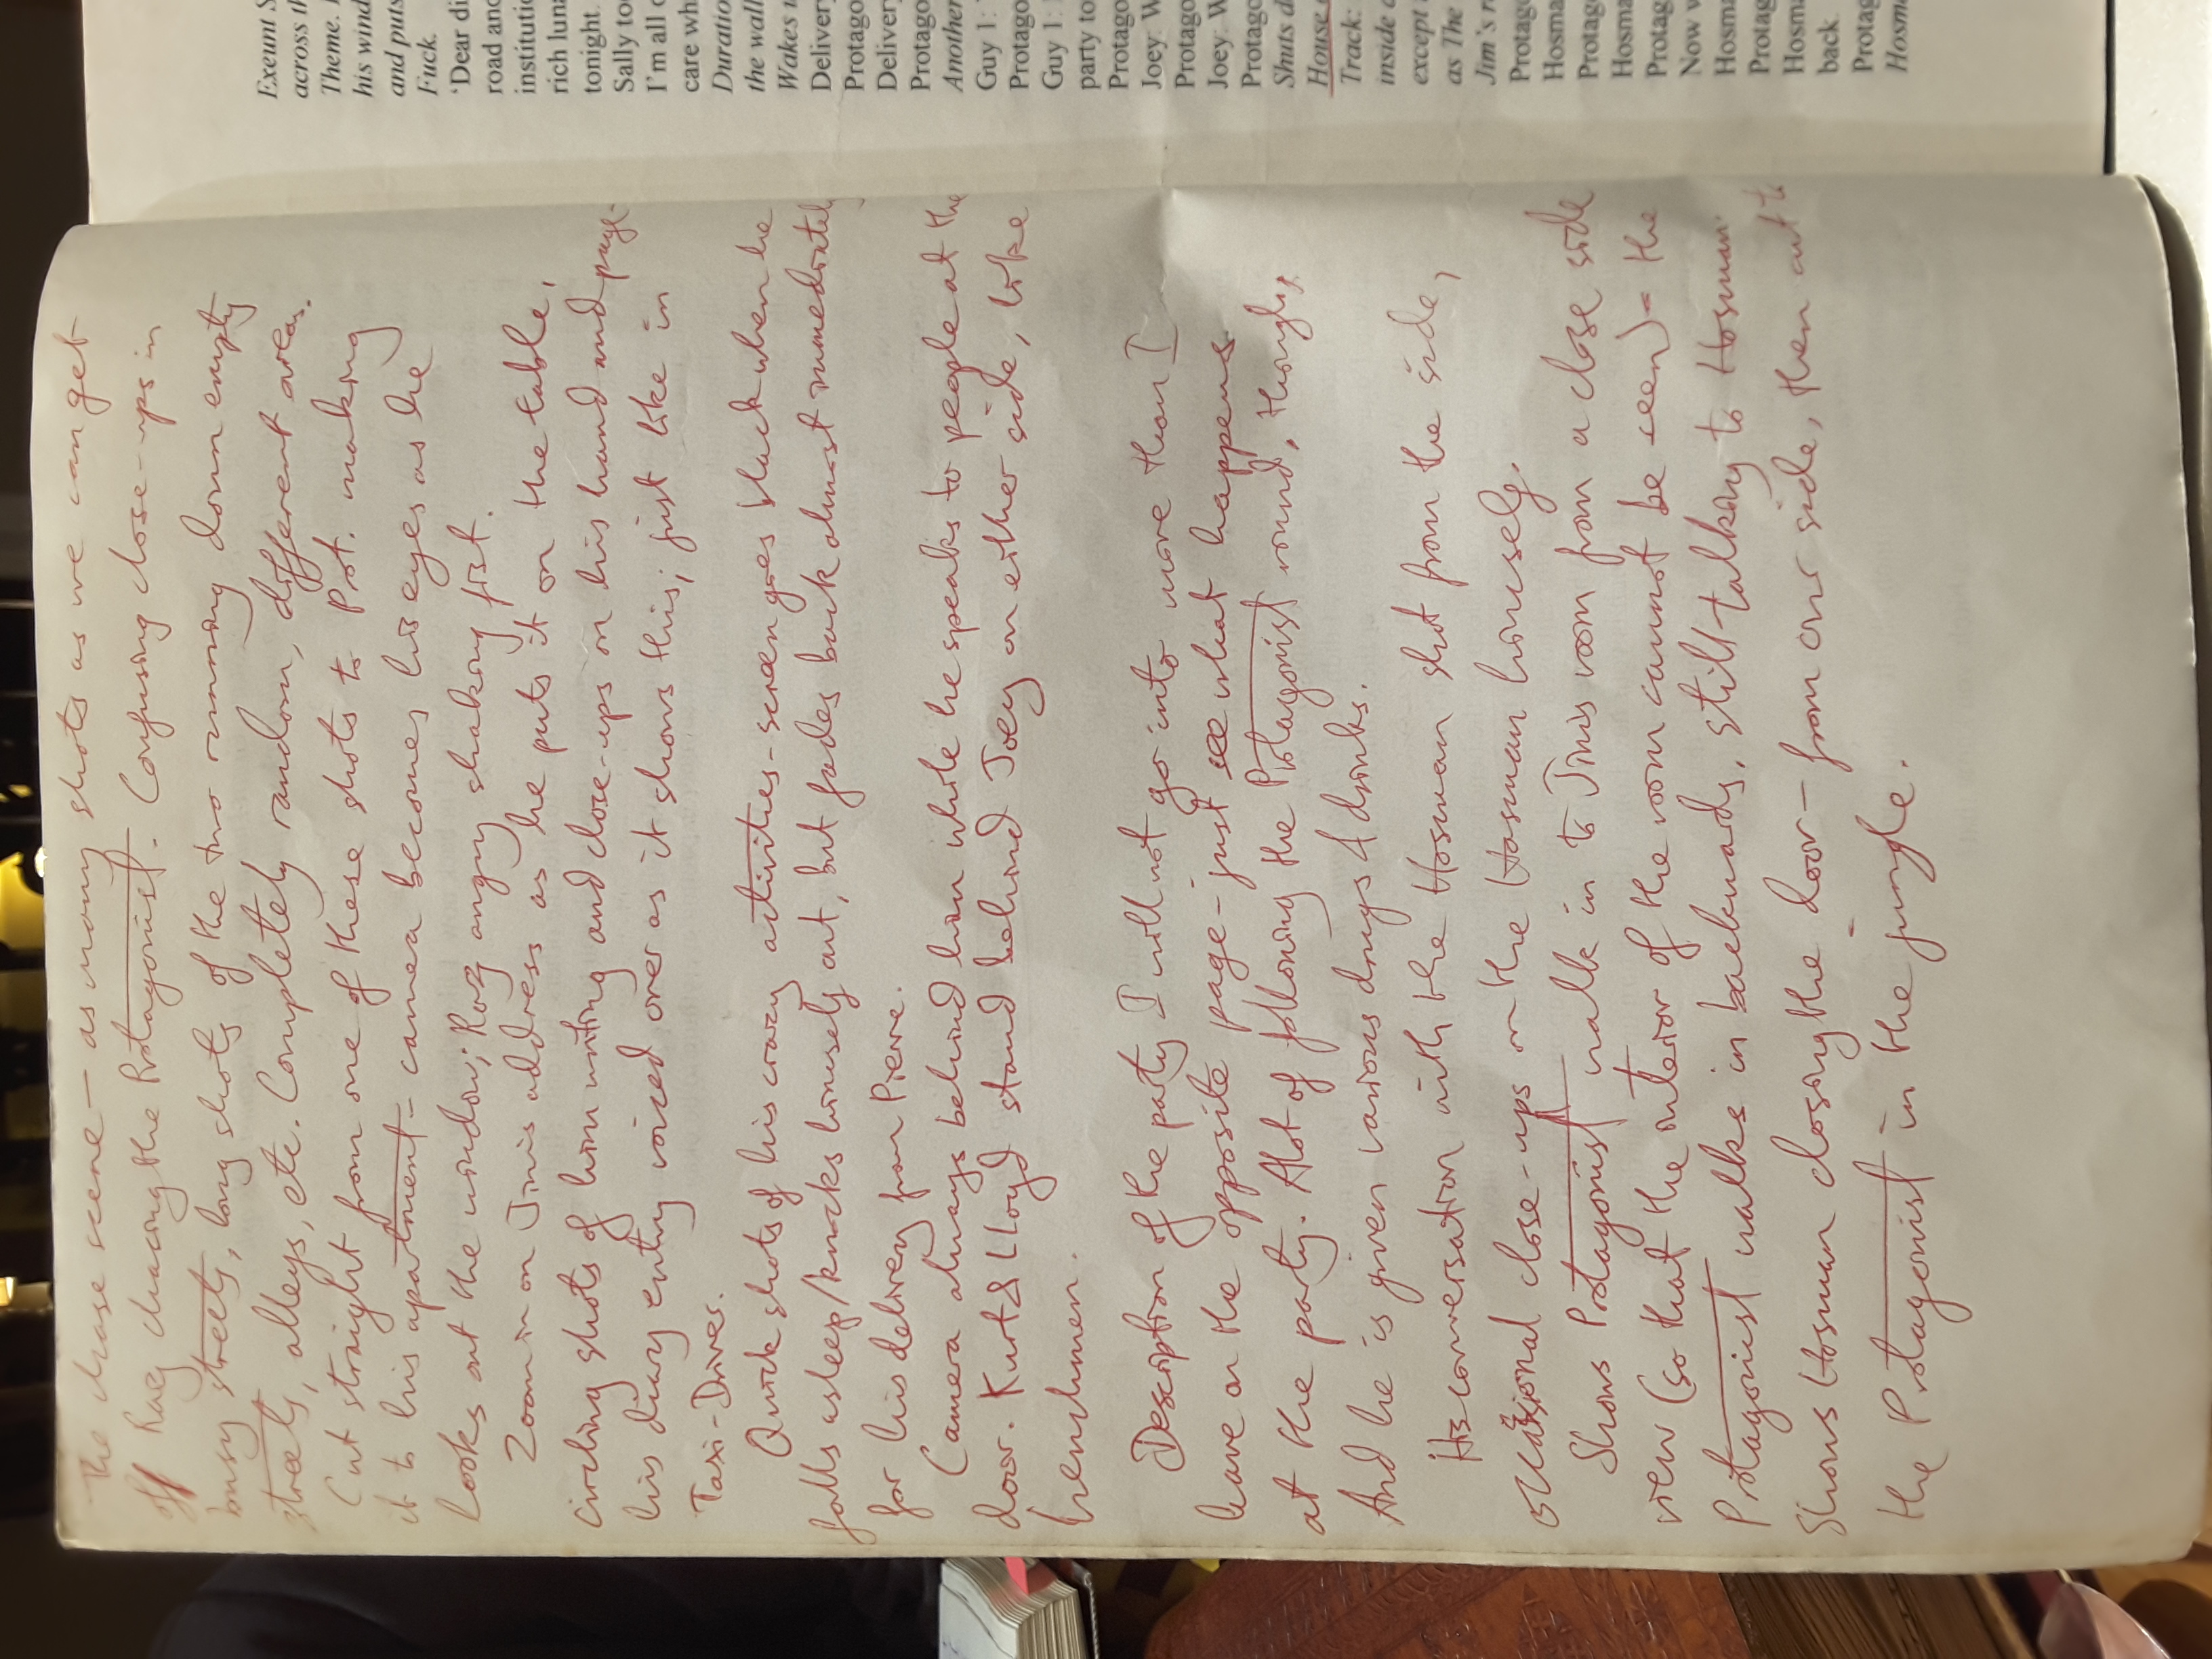 The chase scene – as many shots as we can get
off Razz chacing the Protagonist. Confusing close-ups in
busy streets, long shots of the two running down empty
streets, alleys, etc. Completely random, different areas.
Cut straight from one of these shots to Prot. making
it to his apartment – camera becomes his eyes as he
looks out the window; Razz angry shaking fist.
Zoom in on Jim's address as he puts it on the table,
circling shots of him writing and close-ups on his hand and page –
his diary entry voiced over as it shows this; just like in
Taxi-Driver.
Quick shots of his crazy activities – screen goes black when he
falls asleep/knocks himself out, but fades back almost immediately
for his delivery from Pierre.
Camera always behind him while he speaks to people at the
door. Kurt & Lloyd stand behind Joey on either side, like
henchmen.
Description of the party I will not go into more than I
have on the opposite page – just see what happens
at the party. Alot of following the Protagonist round, though,
And he is given various drugs & drinks.
His conversation with the Hosman shot from the side,
occasional close-ups on the Hosman himself.
Shows Protagonist walk in to Jim's room from a close side
view (so that the interior of the room cannot be seen) – the
Protagonist walks in backwards, still talking to Hosman.
Shows Hosman closing the door – from our side, then cut to
the Protagonist in the jungle.
Exeunt S
across th
Theme.
his wind
and puts
Fuck.
'Dear di
road and
instituti
rich luna
tonight.
Sally to
I'm all
care wh
Duratio
the wall
Wakes
Delivery
Protago
Delivery
Protago
Another
Guy 1:
Protago
Guy 1:
party to
Protago
Joey: W
Protago
Joey: W
Protago
Shuts d
House
Track:
inside
except
as The
Jim's r
Protago
Hosma
Protago
Hosma
Protag
Now w
Hosma
Protag
Hosma
back.
Protag
Hosma